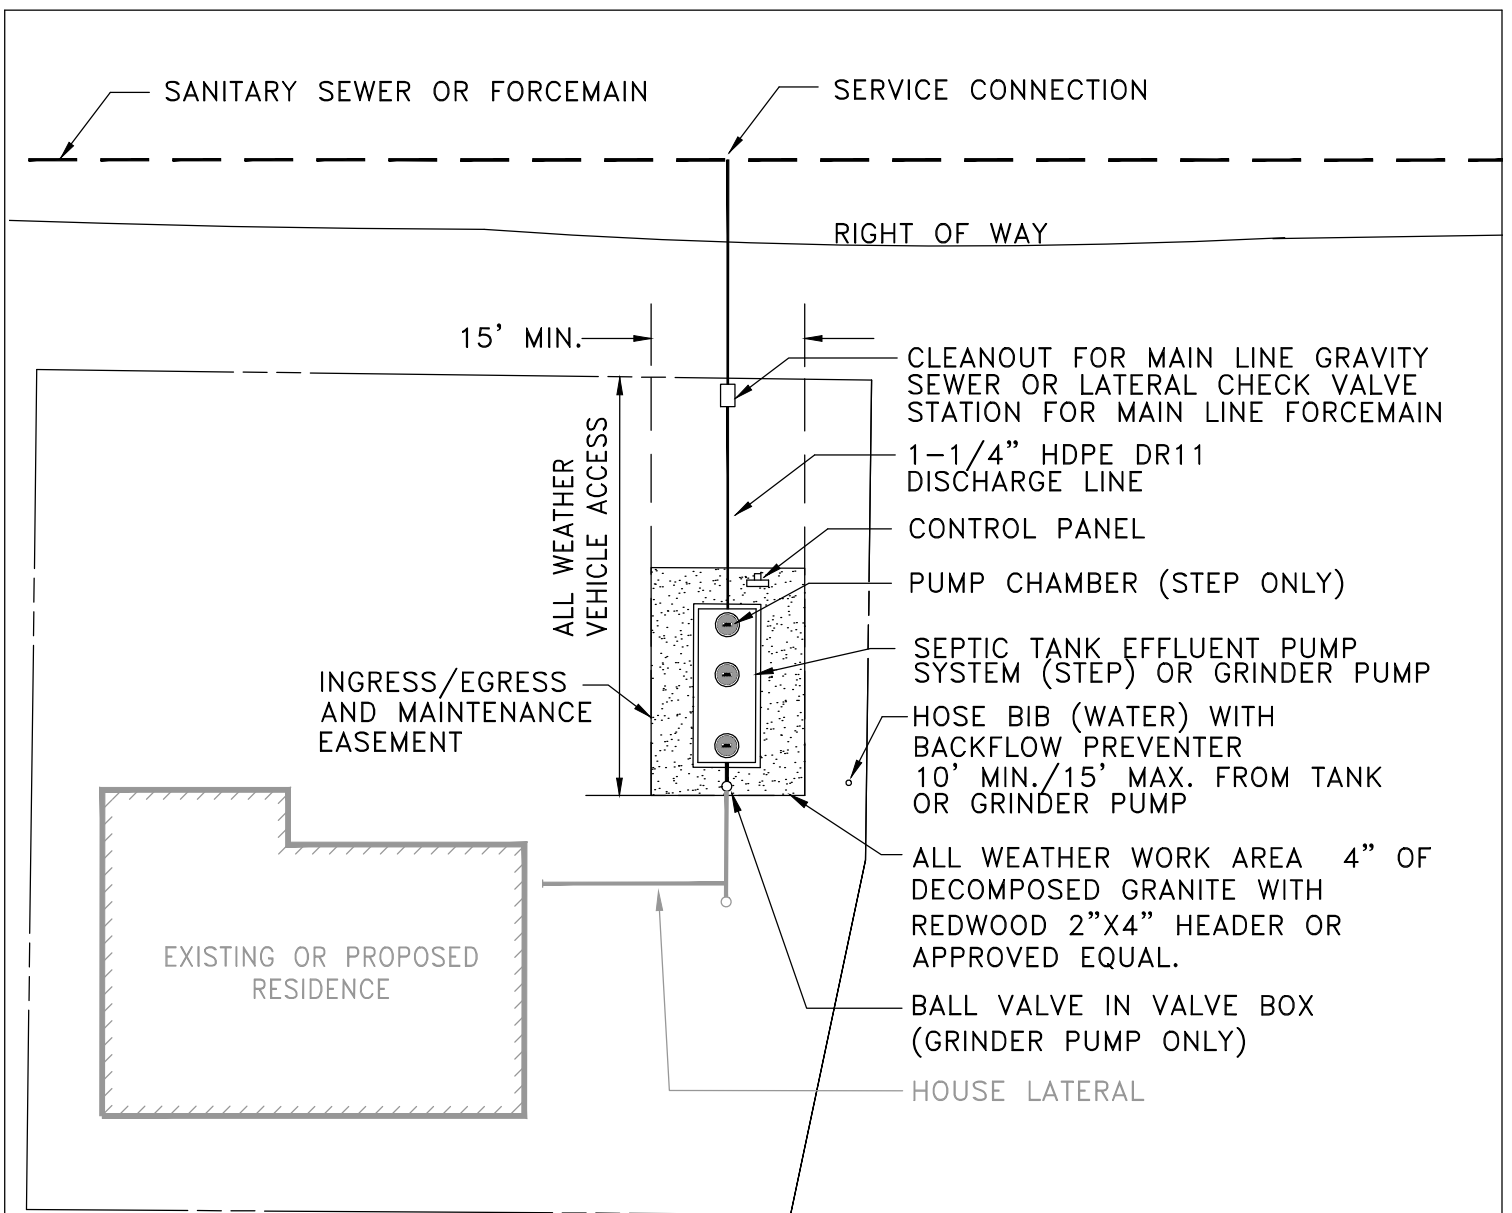 SANITARY SEWER OR FORCEMAIN
SERVICE CONNECTION
RIGHT OF WAY
15' MIN.
CLEANOUT FOR MAIN LINE GRAVITY
SEWER OR LATERAL CHECK VALVE
STATION FOR MAIN LINE FORCEMAIN
1-1/4" HDPE DR11
DISCHARGE LINE
ALL WEATHER
VEHICLE ACCESS
CONTROL PANEL
PUMP CHAMBER (STEP ONLY)
SEPTIC TANK EFFLUENT PUMP
SYSTEM (STEP) OR GRINDER PUMP
INGRESS/EGRESS
AND MAINTENANCE
EASEMENT
HOSE BIB (WATER) WITH
BACKFLOW PREVENTER
10' MIN./15' MAX. FROM TANK
OR GRINDER PUMP
ALL WEATHER WORK AREA 4" OF
DECOMPOSED GRANITE WITH
REDWOOD 2"X4" HEADER OR
APPROVED EQUAL.
EXISTING OR PROPOSED
RESIDENCE
BALL VALVE IN VALVE BOX
(GRINDER PUMP ONLY)
HOUSE LATERAL